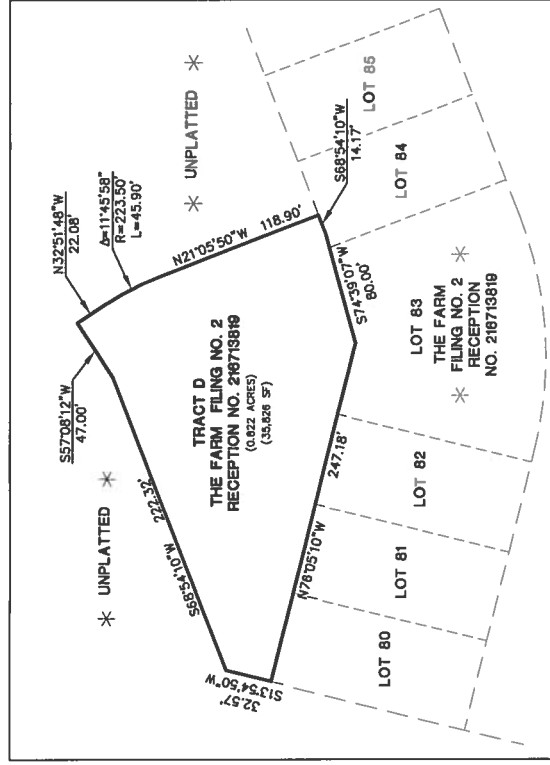 N32°51'48"W
22.08'
Δ=11°45'58"
R=223.50'
L=45.90'
S57°08'12"W
47.00'
✳ UNPLATTED ✳
✳ UNPLATTED ✳
N21°05'50"W 118.90'
S68°54'10"W 222.32'
TRACT D
THE FARM FILING NO. 2
RECEPTION NO. 216713819
(0.822 ACRES)
(35,826 SF)
S68°54'10"W
14.17'
S74°39'07"W
80.00'
S13°54'50"W
32.57'
N76°05'10"W 247.18'
LOT 85
LOT 84
LOT 83
THE FARM
✳ FILING NO. 2 ✳
RECEPTION
NO. 216713819
LOT 82
LOT 81
LOT 80